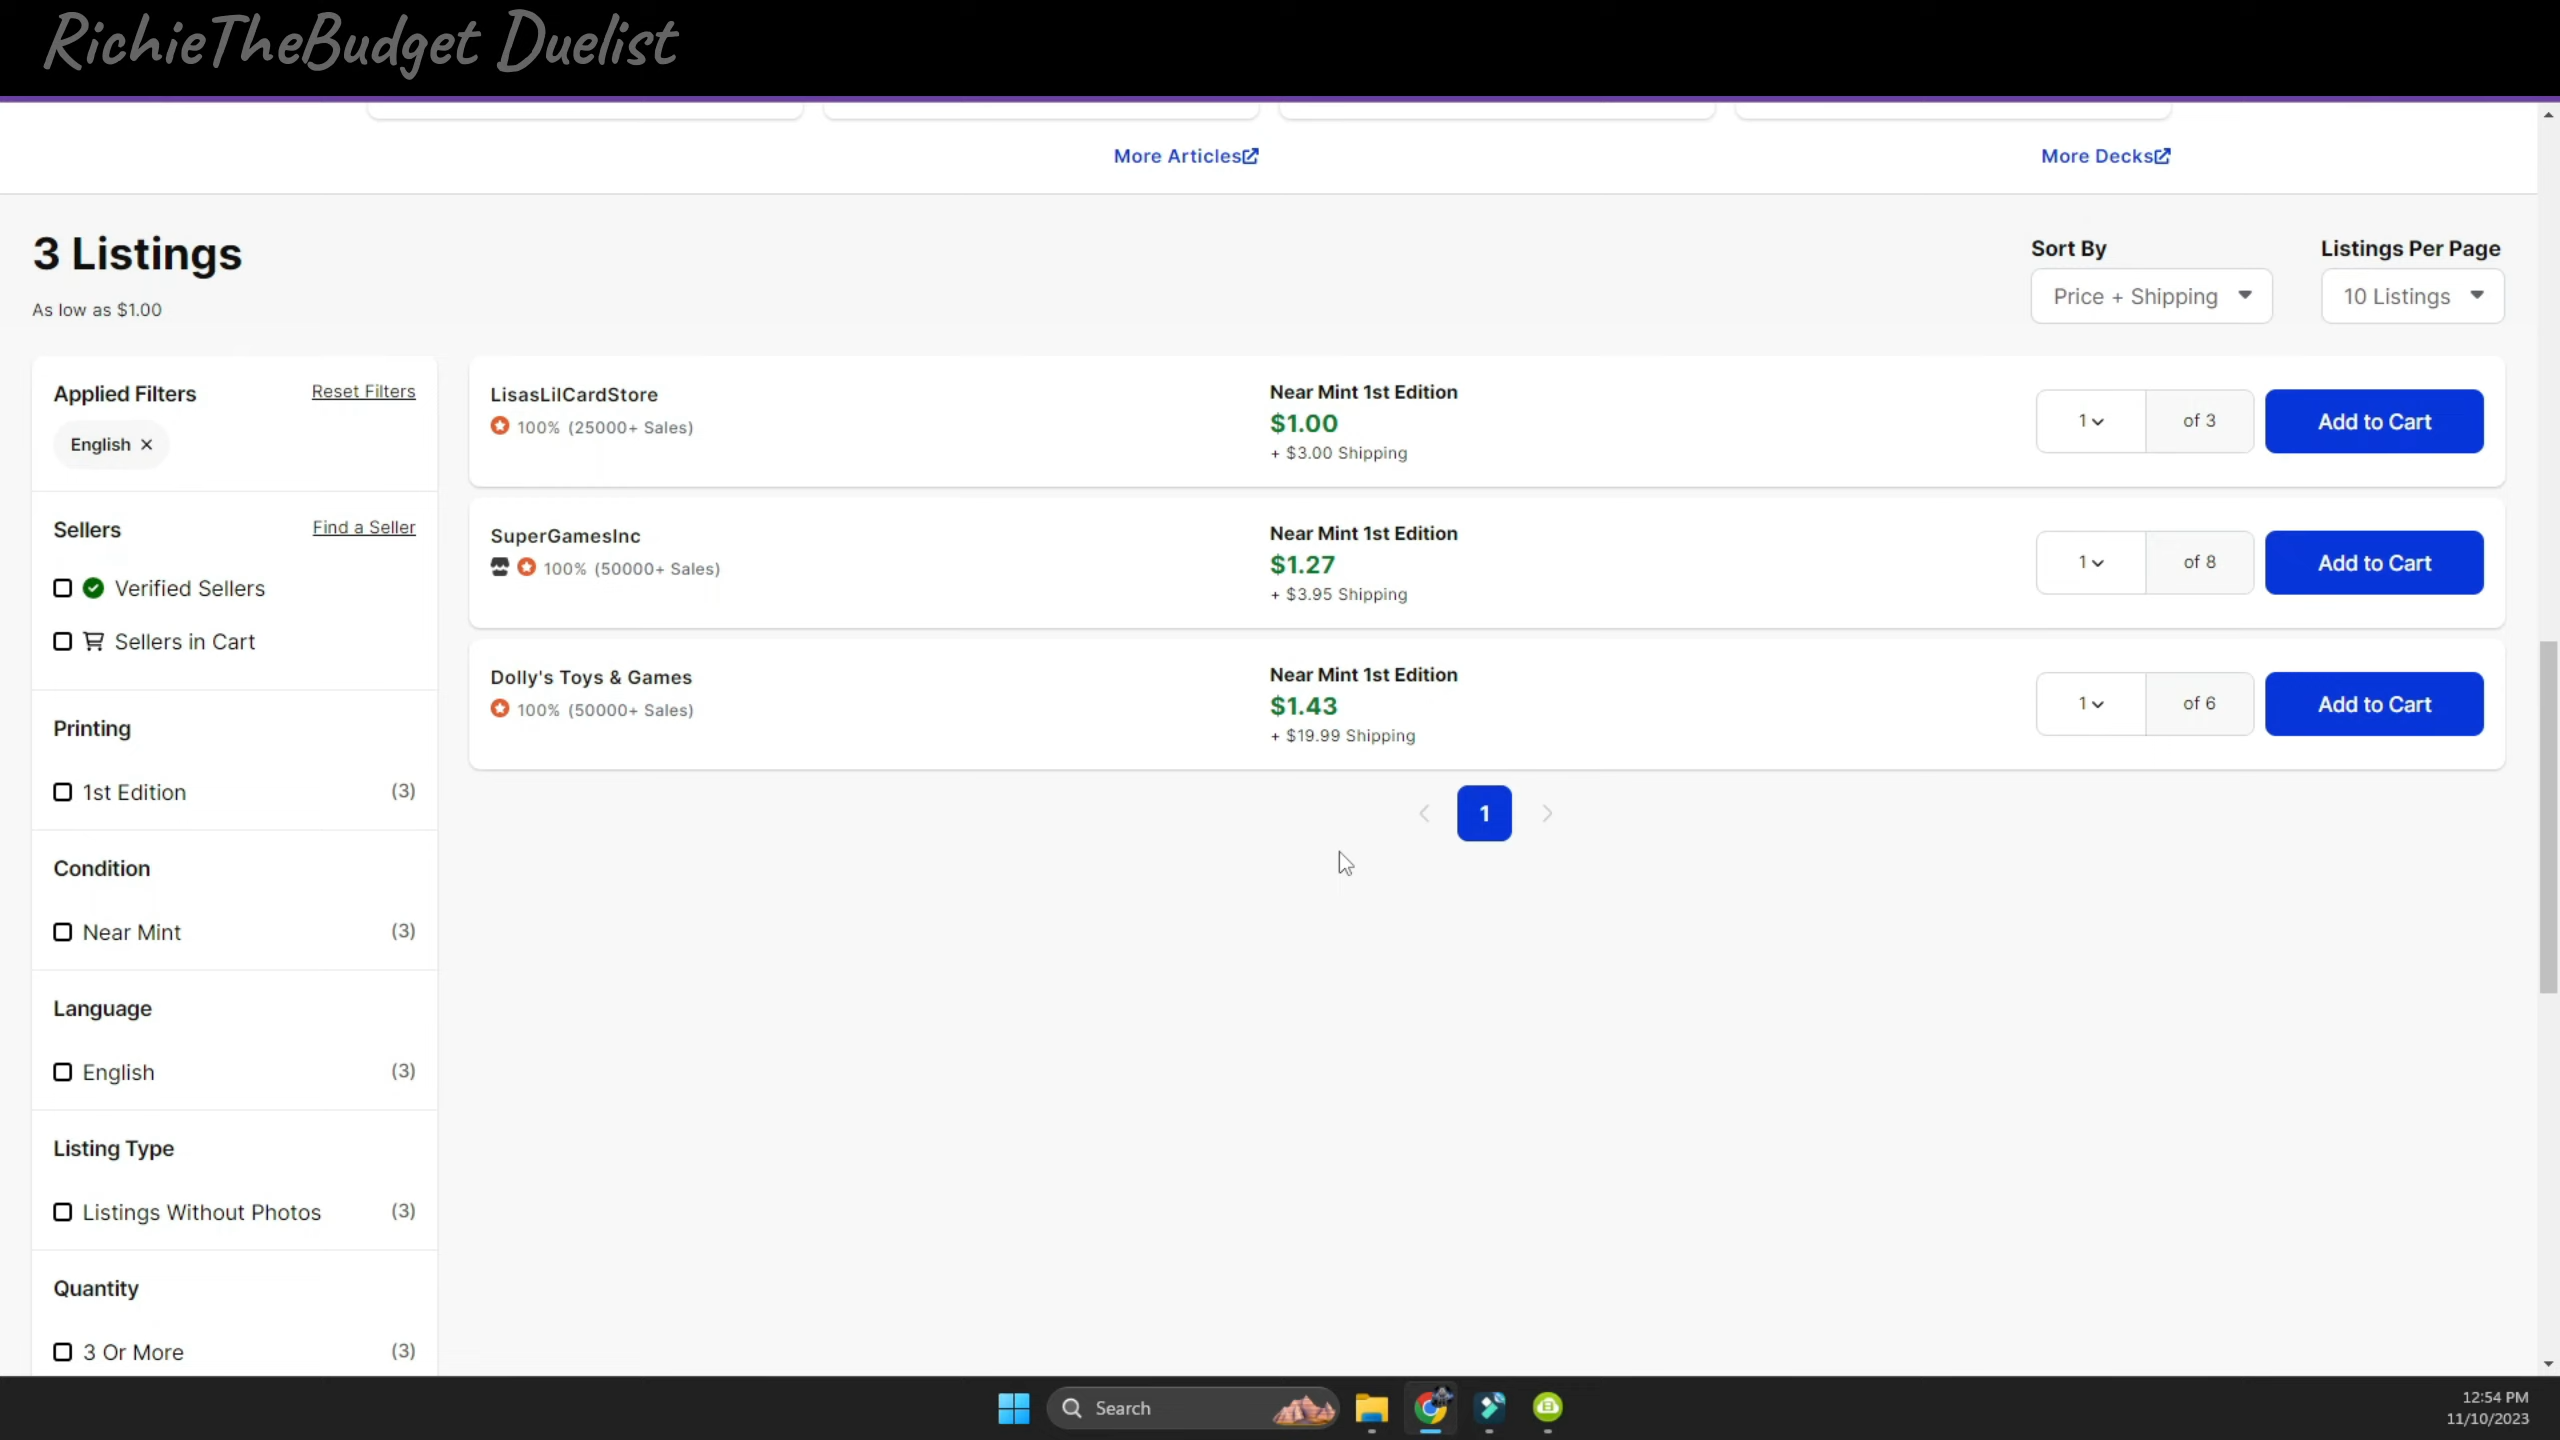 RichieTheBudget Duelist
More Articles
More Decks
3 Listings
As low as $1.00
Sort By
Price + Shipping
Listings Per Page
10 Listings
Applied Filters
Reset Filters
English ×
Sellers
Find a Seller
Verified Sellers
Sellers in Cart
Printing
1st Edition (3)
Condition
Near Mint (3)
Language
English (3)
Listing Type
Listings Without Photos (3)
Quantity
3 Or More (3)
LisasLilCardStore
100% (25000+ Sales)
Near Mint 1st Edition
$1.00
+ $3.00 Shipping
1 of 3
Add to Cart
SuperGamesInc
100% (50000+ Sales)
Near Mint 1st Edition
$1.27
+ $3.95 Shipping
1 of 8
Add to Cart
Dolly's Toys & Games
100% (50000+ Sales)
Near Mint 1st Edition
$1.43
+ $19.99 Shipping
1 of 6
Add to Cart
1
Search
12:54 PM
11/10/2023